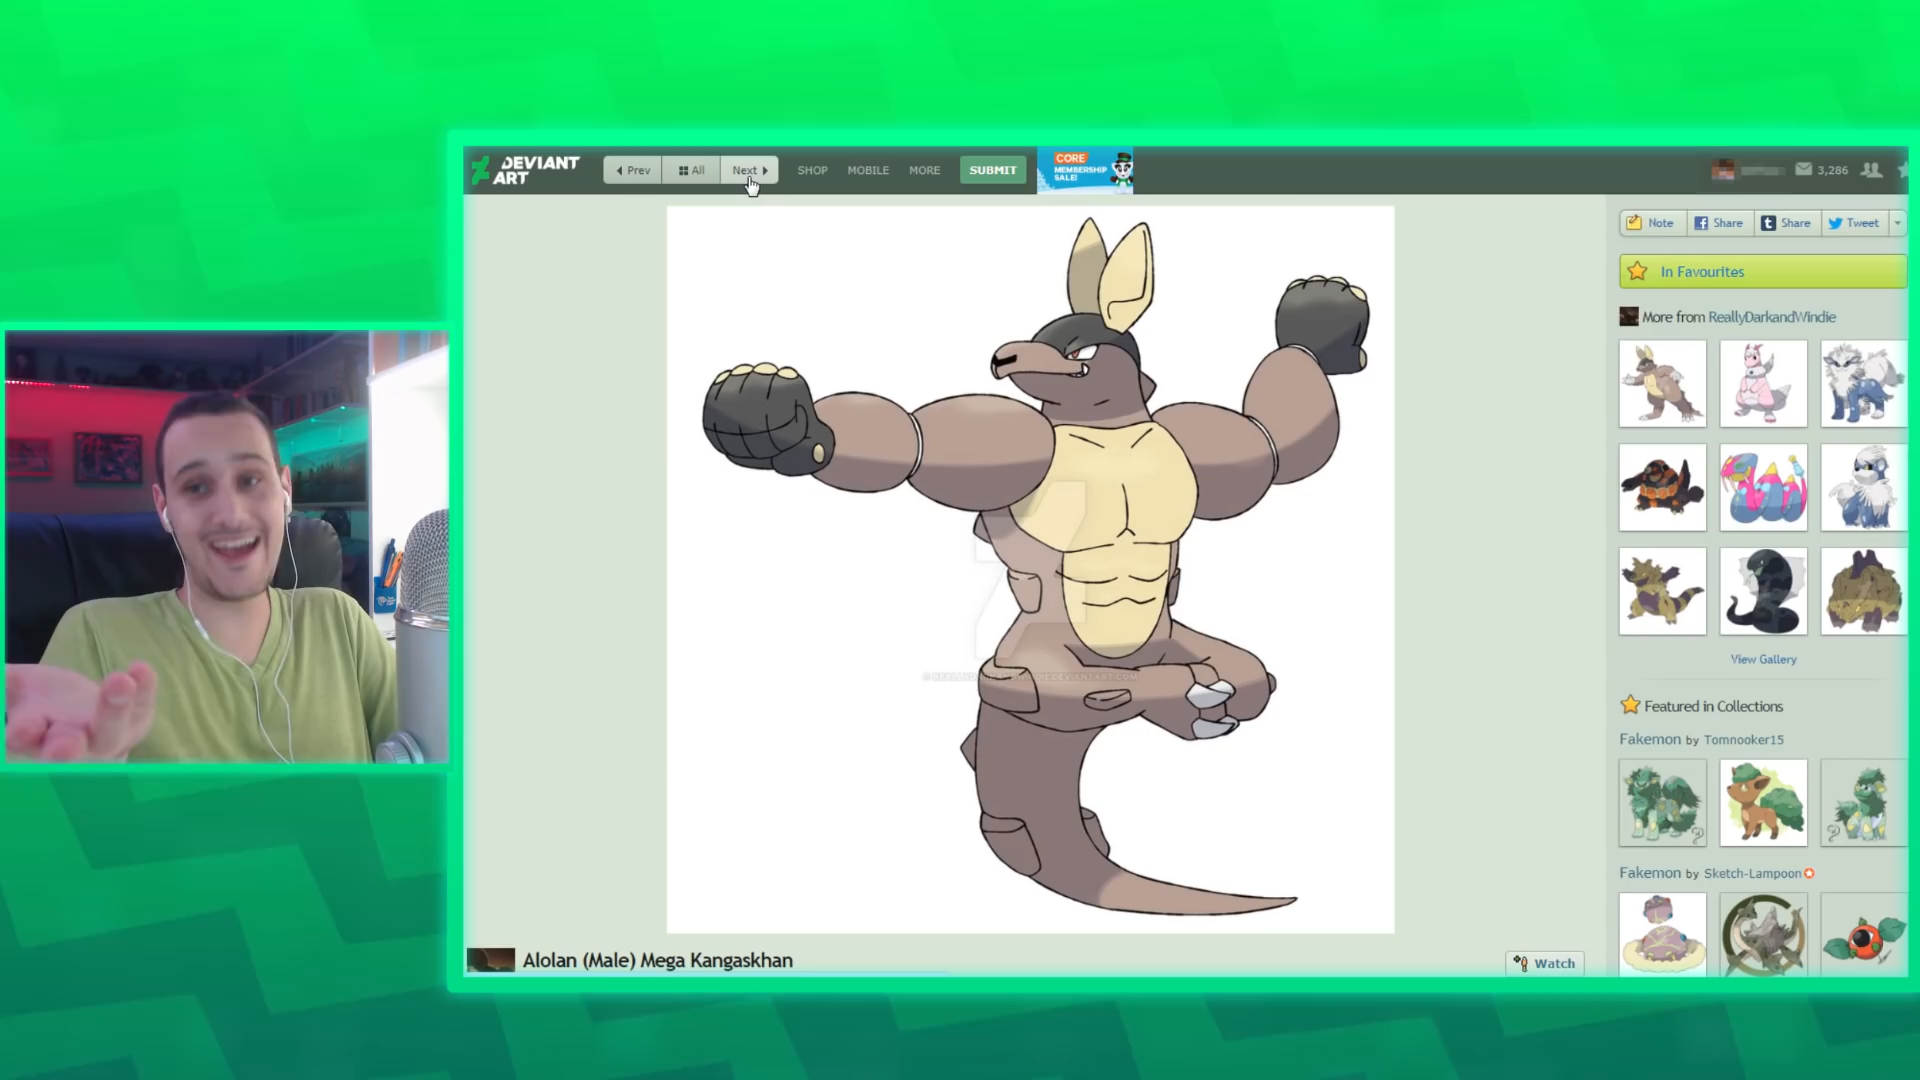 DEVIANT
ART
Prev
All
Next
SHOP
MOBILE
MORE
SUBMIT
CORE
MEMBERSHIP
SALE!
3,286
Note
Share
Share
Tweet
In Favourites
More from ReallyDarkandWindie
View Gallery
Featured in Collections
Fakemon by Tomnooker15
Fakemon by Sketch-Lampoon
Alolan (Male) Mega Kangaskhan
Watch